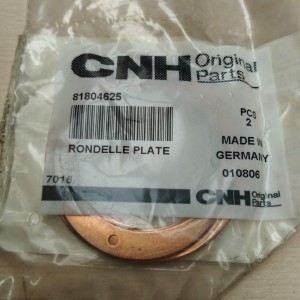 CNH Original Parts
81804625
PCS
2
RONDELLE PLATE
MADE IN
GERMANY
7016
010806
CNH Original Parts